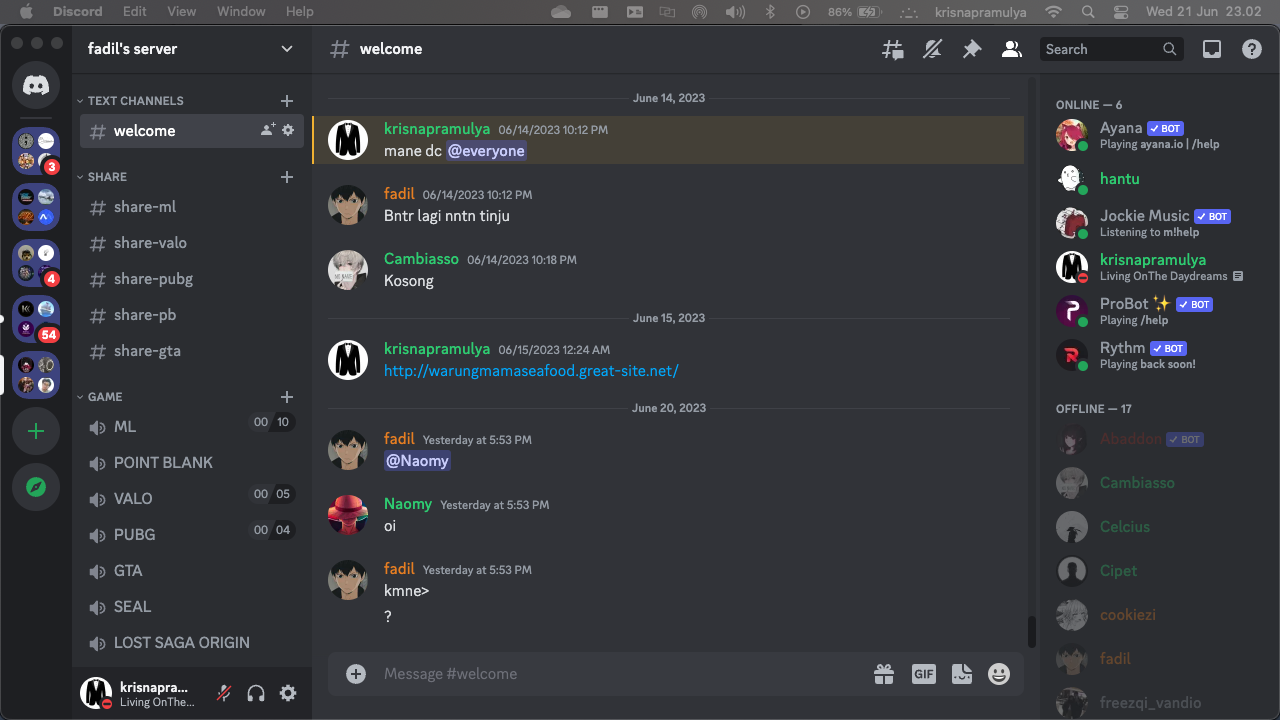 Discord Edit View Window Help 86% krisnapramulya Wed 21 Jun 23.02
fadil's server
welcome
Search
TEXT CHANNELS
welcome
SHARE
share-ml
share-valo
share-pubg
share-pb
share-gta
GAME
ML 00 10
POINT BLANK
VALO 00 05
PUBG 00 04
GTA
SEAL
LOST SAGA ORIGIN
3
4
54
krisnapra...
Living OnThe...
June 14, 2023
krisnapramulya 06/14/2023 10:12 PM
mane dc @everyone
fadil 06/14/2023 10:12 PM
Bntr lagi nntn tinju
Cambiasso 06/14/2023 10:18 PM
Kosong
June 15, 2023
krisnapramulya 06/15/2023 12:24 AM
http://warungmamaseafood.great-site.net/
June 20, 2023
fadil Yesterday at 5:53 PM
@Naomy
Naomy Yesterday at 5:53 PM
oi
fadil Yesterday at 5:53 PM
kmne>
?
Message #welcome
GIF
ONLINE — 6
Ayana BOT
Playing ayana.io | /help
hantu
Jockie Music BOT
Listening to m!help
krisnapramulya
Living OnThe Daydreams
ProBot BOT
Playing /help
Rythm BOT
Playing back soon!
OFFLINE — 17
Abaddon BOT
Cambiasso
Celcius
Cipet
cookiezi
fadil
freezqi_vandio